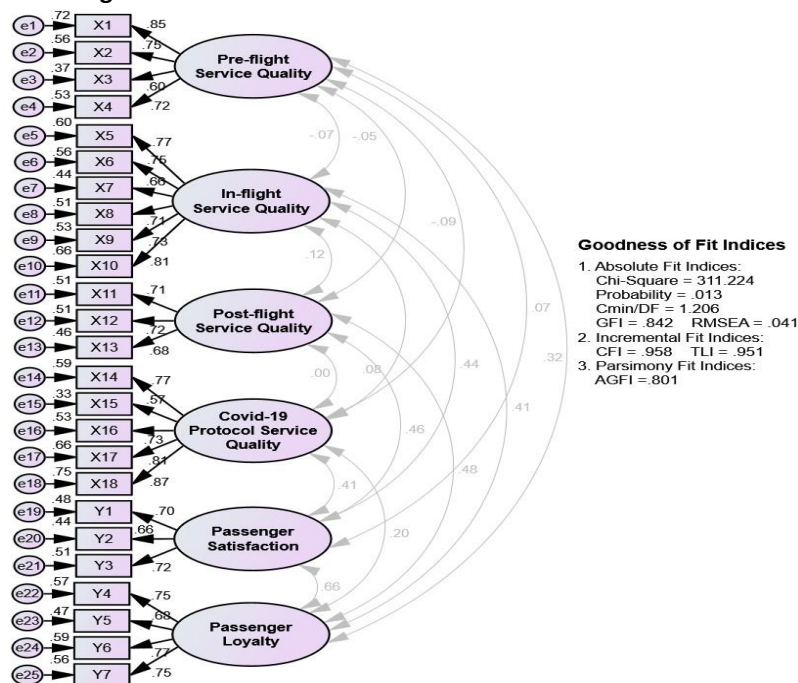 e1 .72 X1 .85
e2 .56 X2 .75
e3 .37 X3 .60
e4 .53 X4 .72
Pre-flight
Service Quality
e5 .60 X5 .77
e6 .56 X6 .75
e7 .44 X7 .66
e8 .51 X8 .71
e9 .53 X9 .73
e10 .66 X10 .81
In-flight
Service Quality
e11 .51 X11 .71
e12 .51 X12 .72
e13 .46 X13 .68
Post-flight
Service Quality
e14 .59 X14 .77
e15 .33 X15 .57
e16 .53 X16 .73
e17 .66 X17 .81
e18 .75 X18 .87
Covid-19
Protocol Service
Quality
e19 .48 Y1 .70
e20 .44 Y2 .66
e21 .51 Y3 .72
Passenger
Satisfaction
e22 .57 Y4 .75
e23 .47 Y5 .68
e24 .59 Y6 .77
e25 .56 Y7 .75
Passenger
Loyalty
-.07
-.05
-.09
.12
.07
.32
.00
.08
.44
.41
.46
.48
.41
.20
.66
Goodness of Fit Indices
1. Absolute Fit Indices:
Chi-Square = 311.224
Probability = .013
Cmin/DF = 1.206
GFI = .842 RMSEA = .041
2. Incremental Fit Indices:
CFI = .958 TLI = .951
3. Parsimony Fit Indices:
AGFI =.801